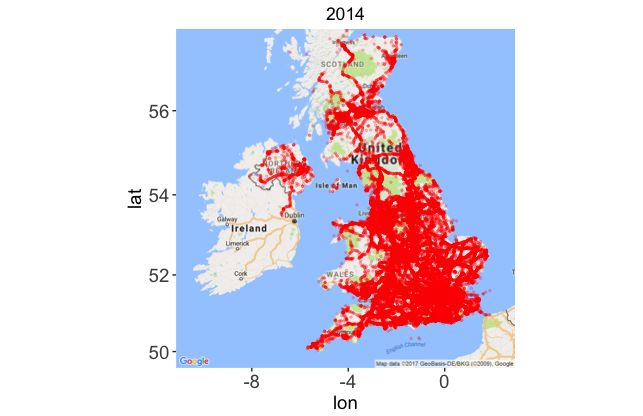 2014
SCOTLAND
Aberdeen
56
United
Kingdom
Isle of Man
54
Dublin
Galway
Ireland
Limerick
Cork
WALES
52
50
English Channel
Google
Map data ©2017 GeoBasis-DE/BKG (©2009), Google
-8
-4
0
lat
lon